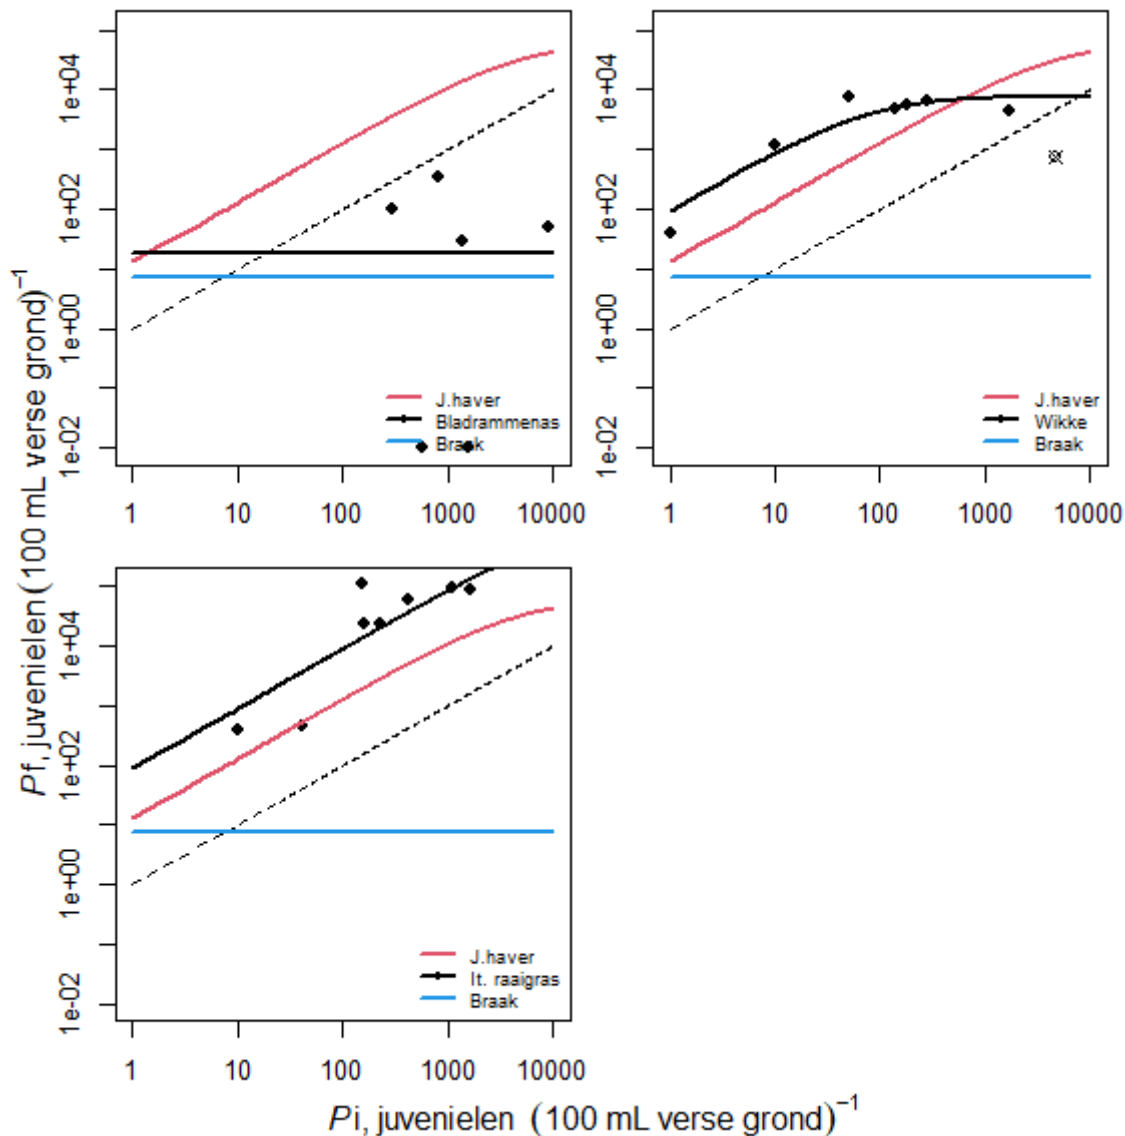 1e+04
1e+02
1e+00
1e-02
1 10 100 1000 10000
J.haver
Bladrammenas
Braak
1e+04
1e+02
1e+00
1e-02
1 10 100 1000 10000
J.haver
Wikke
Braak
1e+04
1e+02
1e+00
1e-02
1 10 100 1000 10000
J.haver
It. raaigras
Braak
Pf, juvenielen (100 mL verse grond)⁻¹
Pi, juvenielen (100 mL verse grond)⁻¹